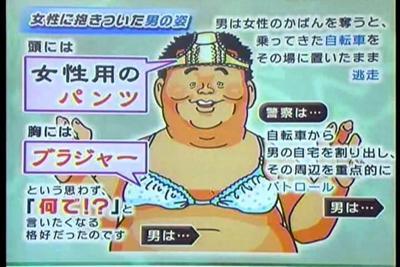 女性に抱きついた男の姿
頭には
女性用の
パンツ
胸には
ブラジャー
という思わず、
「何で!?」と
言いたくなる
格好だったのです
男は…
男は女性のかばんを奪うと、
乗ってきた自転車を
その場に置いたまま
逃走
警察は…
自転車から
男の自宅を割り出し、
その周辺を重点的に
パトロール
男は…